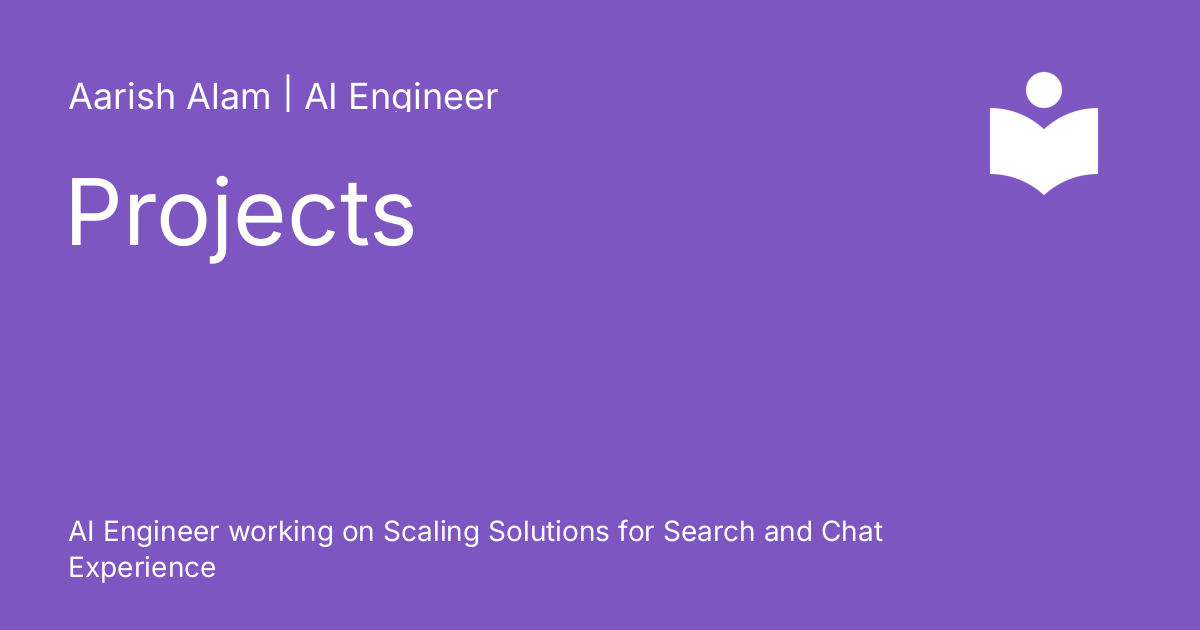 Aarish Alam | AI Engineer
Projects
AI Engineer working on Scaling Solutions for Search and Chat
Experience